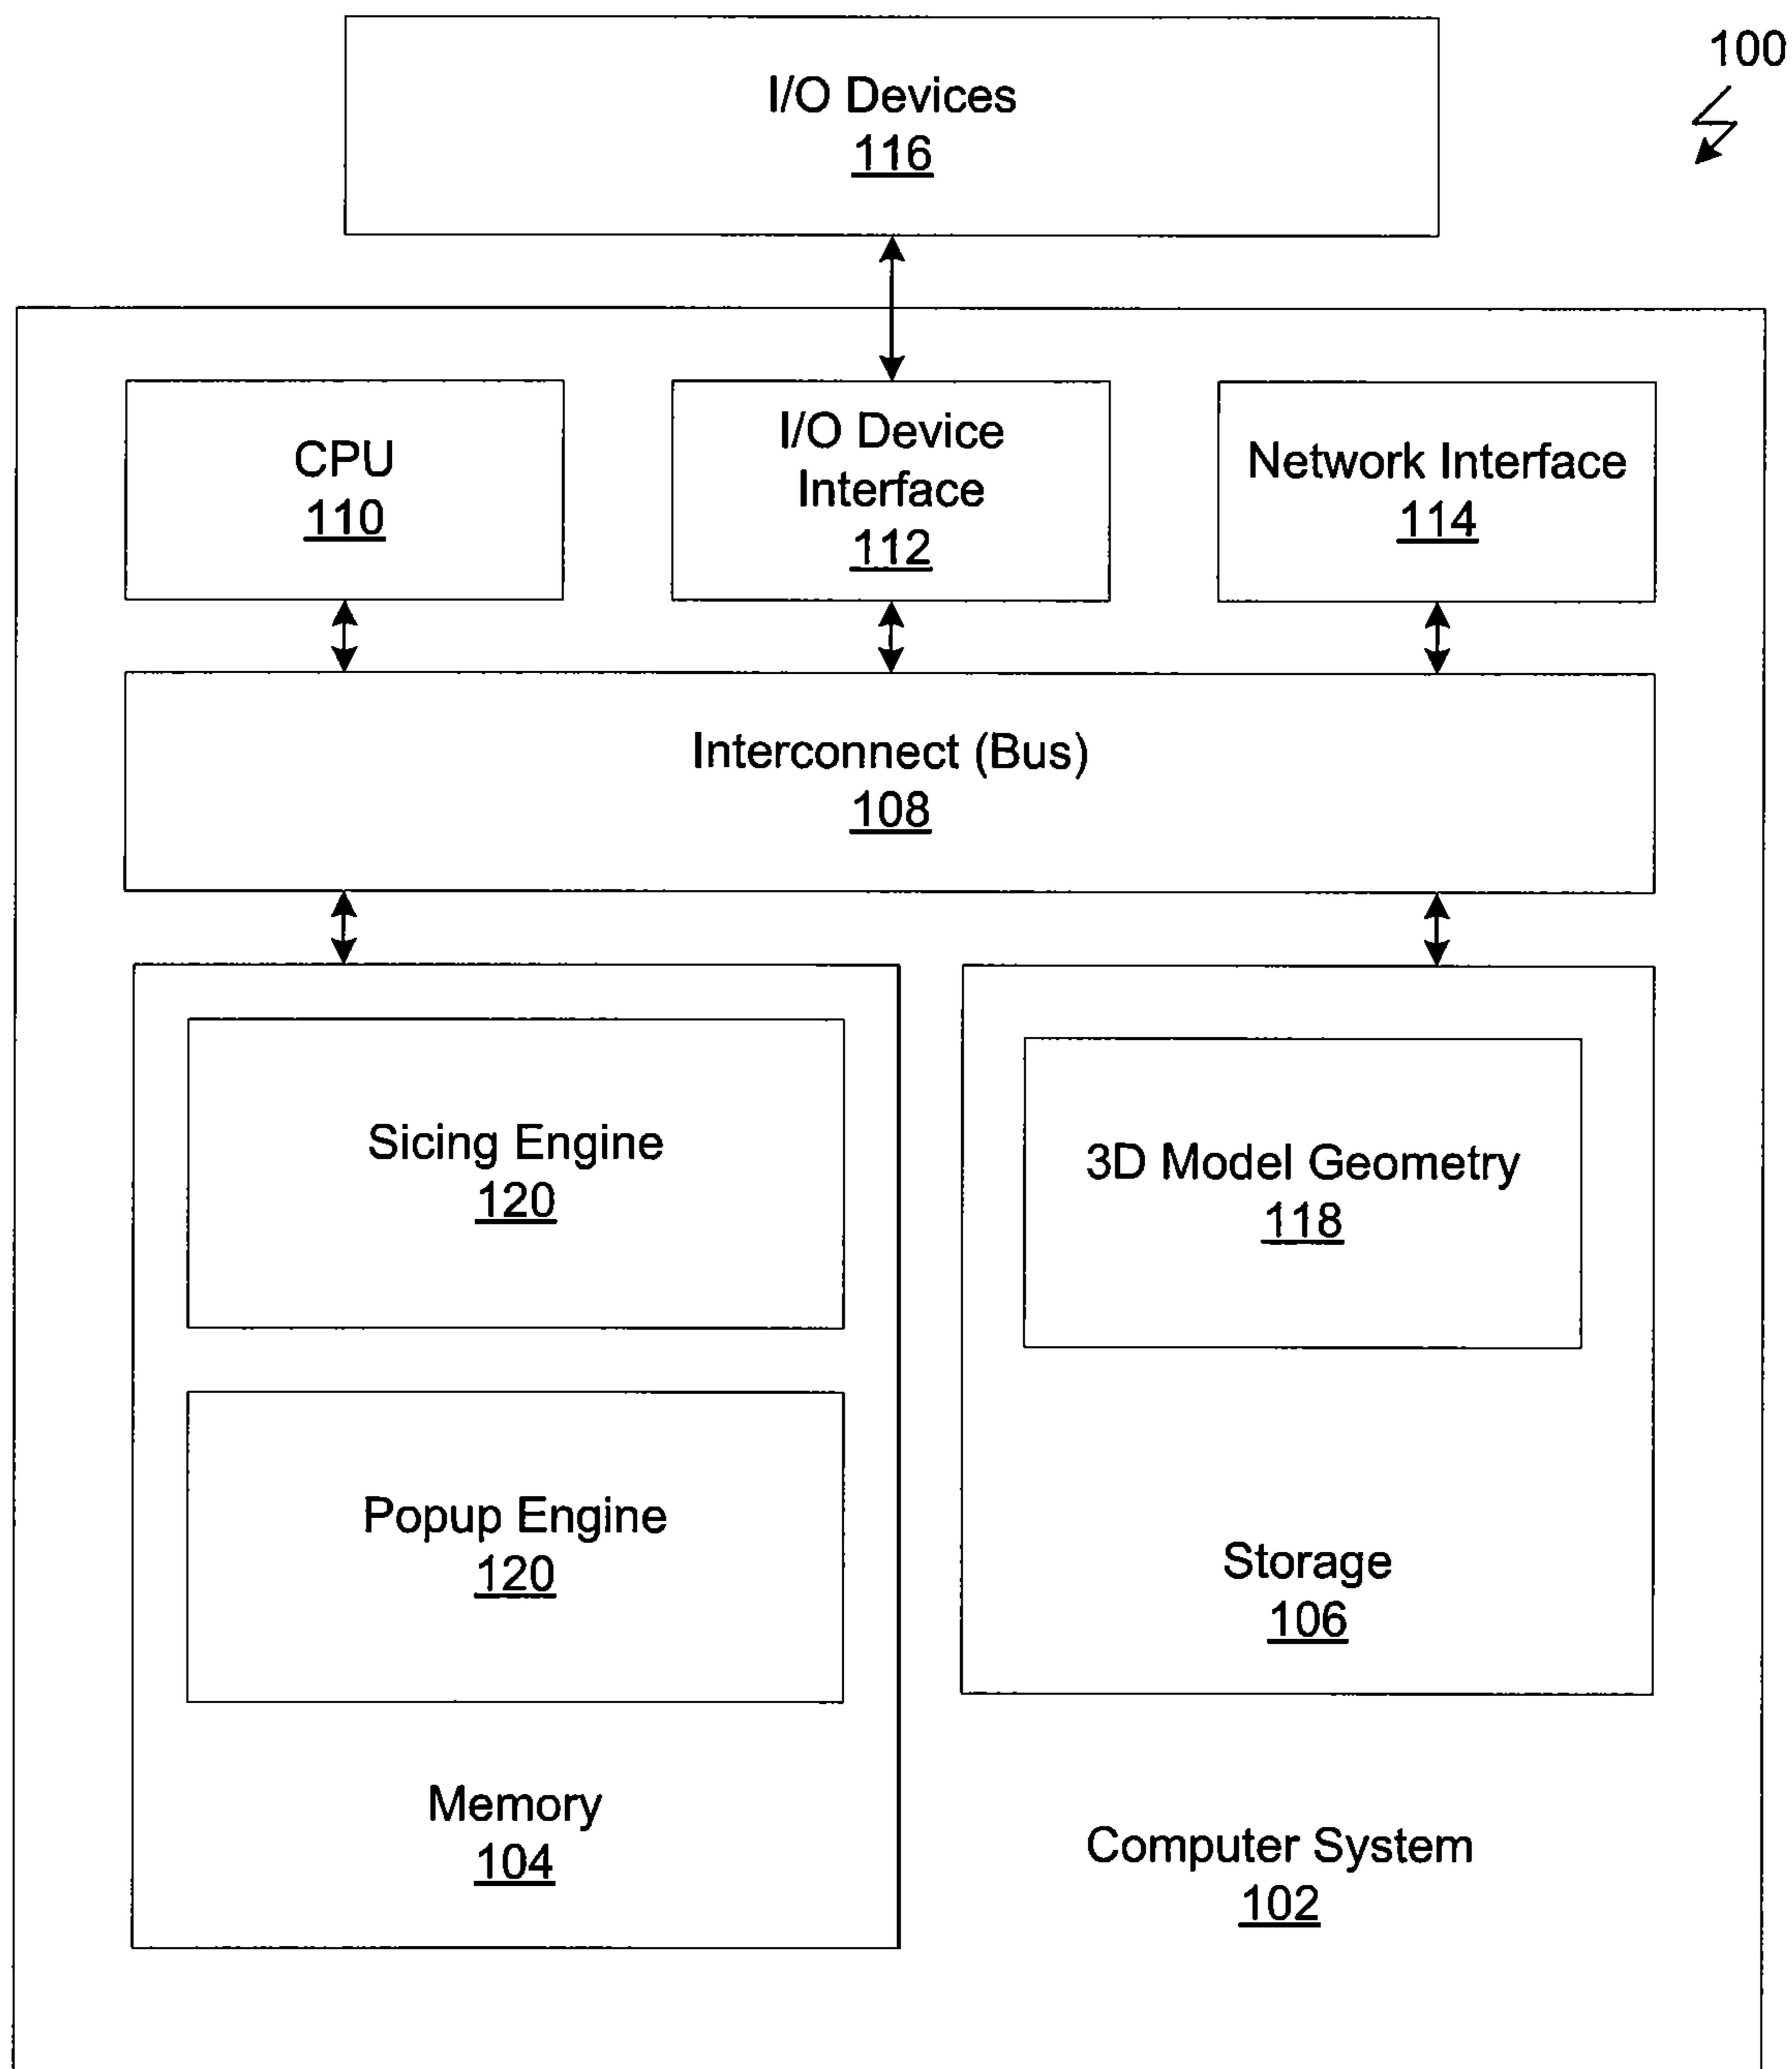 100
I/O Devices
116
CPU
110
I/O Device
Interface
112
Network Interface
114
Interconnect (Bus)
108
Sicing Engine
120
3D Model Geometry
118
Popup Engine
120
Storage
106
Memory
104
Computer System
102